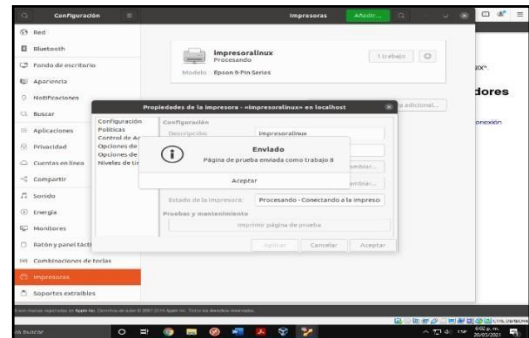 Configuración
Impresoras
Añadir...
Red
Bluetooth
Fondo de escritorio
Apariencia
Notificaciones
Buscar
Aplicaciones
Privacidad
Cuentas en línea
Compartir
Sonido
Energía
Monitores
Ratón y panel táctil
Combinaciones de teclas
Impresoras
Soportes extraíbles
Impresoralinux
Procesando
Modelo Epson 9-Pin Series
1 trabajo
adicional...
dores
onexión
Propiedades de la impresora - «Impresoralinux» en localhost
Configuración
Políticas
Control de Ac
Opciones de
Opciones de
Niveles de ti
Configuración
Descripción: Impresoralinux
Enviado
Página de prueba enviada como trabajo 8
Aceptar
Estado de la impresora: Procesando - Conectando a la impreso
Pruebas y mantenimiento
Imprimir página de prueba
Aplicar Cancelar Aceptar